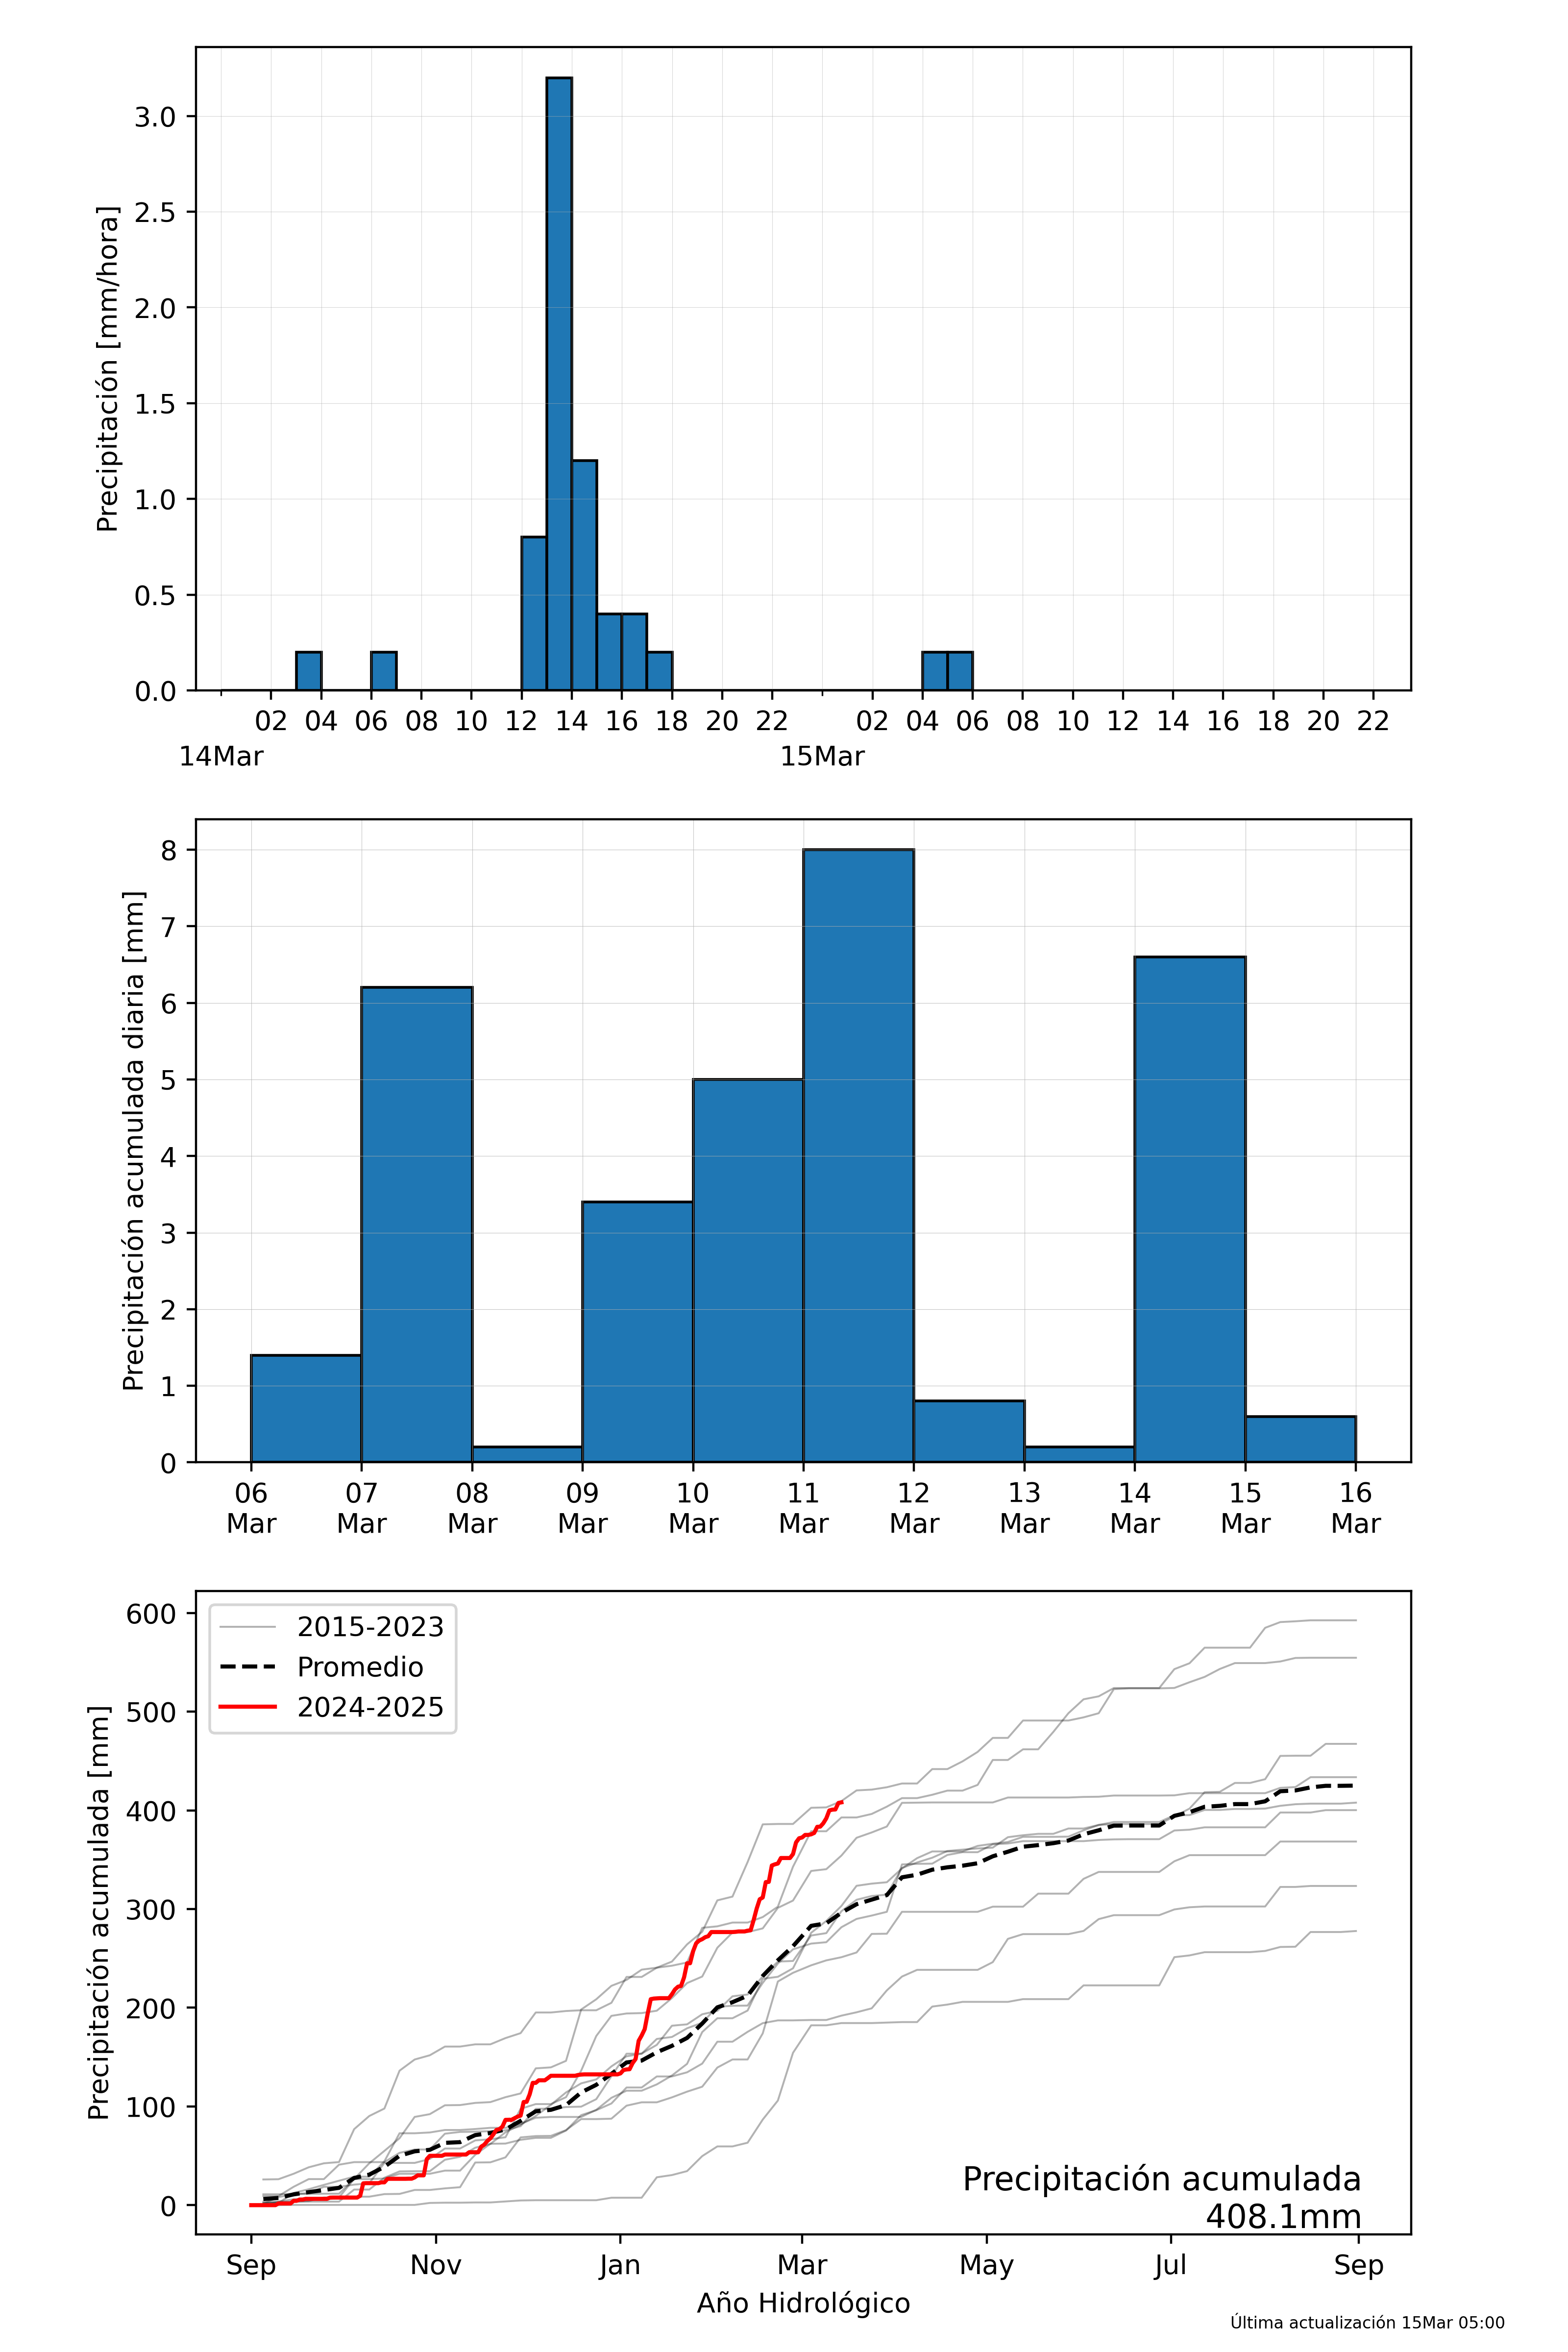 Precipitación [mm/hora]
3.0
2.5
2.0
1.5
1.0
0.5
0.0
02 04 06 08 10 12 14 16 18 20 22 02 04 06 08 10 12 14 16 18 20 22
14Mar 15Mar
Precipitación acumulada diaria [mm]
8
7
6
5
4
3
2
1
0
06 07 08 09 10 11 12 13 14 15 16
Mar Mar Mar Mar Mar Mar Mar Mar Mar Mar Mar
Precipitación acumulada [mm]
600
500
400
300
200
100
0
2015-2023
Promedio
2024-2025
Precipitación acumulada
408.1mm
Sep Nov Jan Mar May Jul Sep
Año Hidrológico
Última actualización 15Mar 05:00